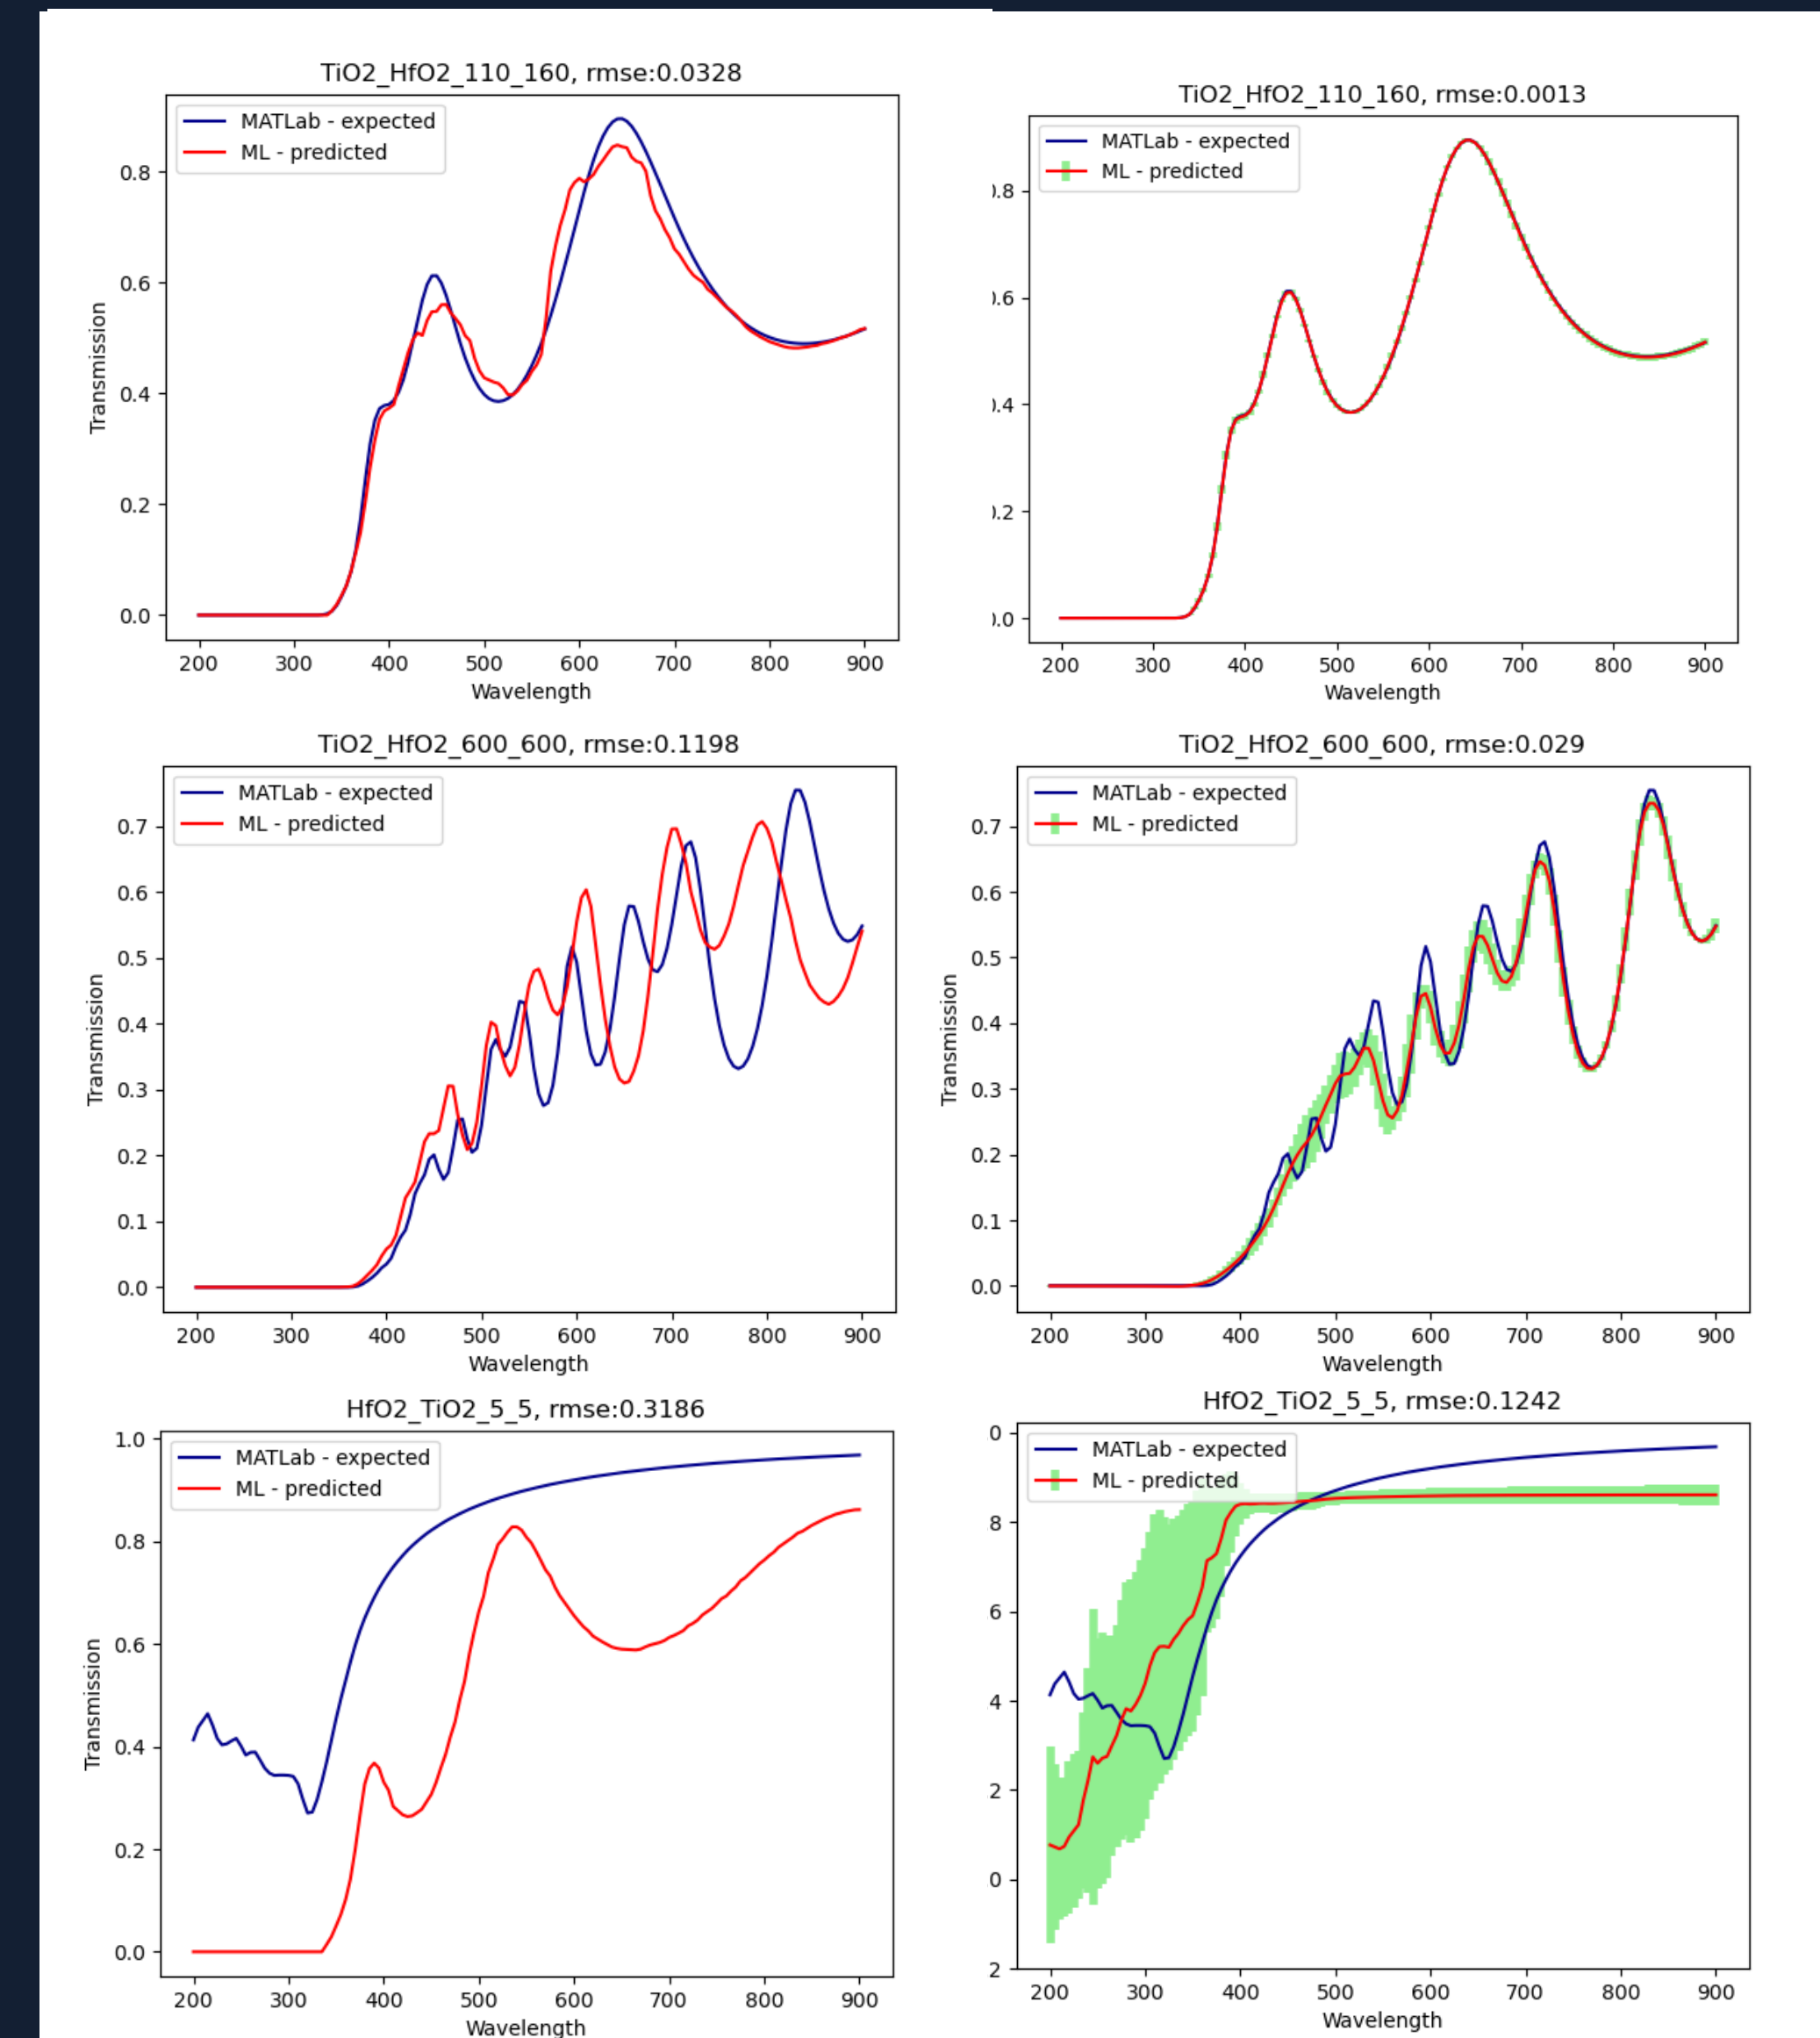 TiO2_HfO2_110_160, rmse:0.0328
MATLab - expected
ML - predicted
Transmission
0.8
0.6
0.4
0.2
0.0
200 300 400 500 600 700 800 900
Wavelength
TiO2_HfO2_110_160, rmse:0.0013
MATLab - expected
ML - predicted
.8
.6
.4
.2
.0
200 300 400 500 600 700 800 900
Wavelength
TiO2_HfO2_600_600, rmse:0.1198
MATLab - expected
ML - predicted
Transmission
0.7
0.6
0.5
0.4
0.3
0.2
0.1
0.0
200 300 400 500 600 700 800 900
Wavelength
TiO2_HfO2_600_600, rmse:0.029
MATLab - expected
ML - predicted
Transmission
0.7
0.6
0.5
0.4
0.3
0.2
0.1
0.0
200 300 400 500 600 700 800 900
Wavelength
HfO2_TiO2_5_5, rmse:0.3186
MATLab - expected
ML - predicted
Transmission
1.0
0.8
0.6
0.4
0.2
0.0
200 300 400 500 600 700 800 900
Wavelength
HfO2_TiO2_5_5, rmse:0.1242
MATLab - expected
ML - predicted
0
8
6
4
2
0
2
200 300 400 500 600 700 800 900
Wavelength